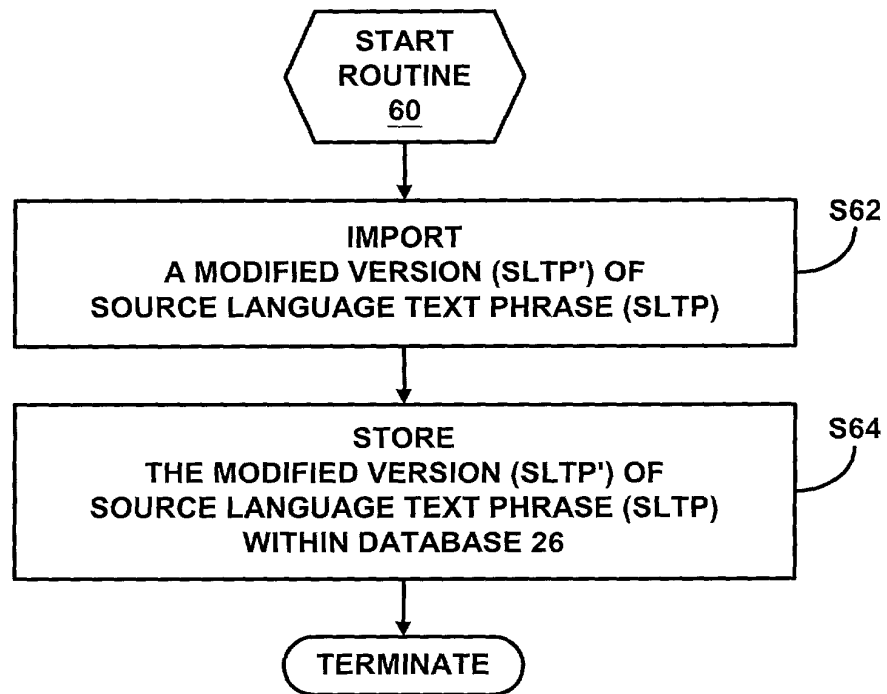 START
ROUTINE
60
S62
IMPORT
A MODIFIED VERSION (SLTP') OF
SOURCE LANGUAGE TEXT PHRASE (SLTP)
S64
STORE
THE MODIFIED VERSION (SLTP') OF
SOURCE LANGUAGE TEXT PHRASE (SLTP)
WITHIN DATABASE 26
TERMINATE